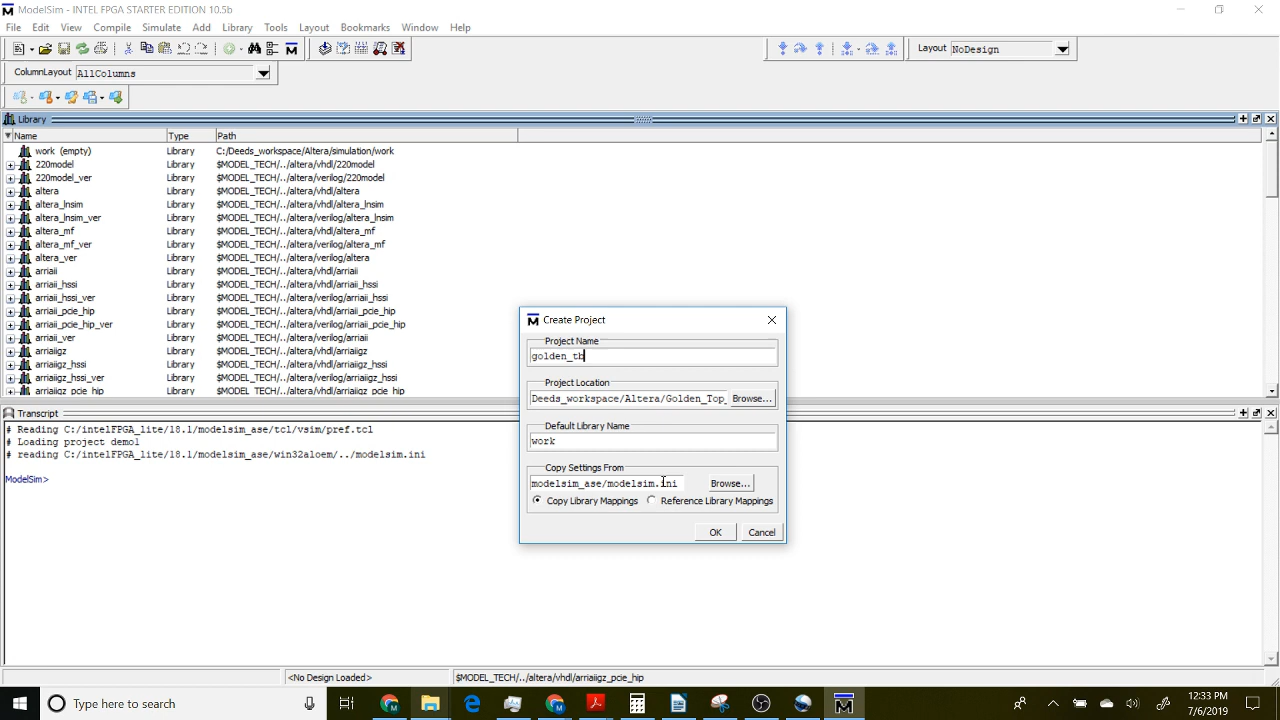 ModelSim - INTEL FPGA STARTER EDITION 10.5b
File Edit View Compile Simulate Add Library Tools Layout Bookmarks Window Help
Layout NoDesign
ColumnLayout AllColumns
Library
Name Type Path
work (empty) Library C:/Deeds_workspace/Altera/simulation/work
220model Library $MODEL_TECH/../altera/vhdl/220model
220model_ver Library $MODEL_TECH/../altera/verilog/220model
altera Library $MODEL_TECH/../altera/vhdl/altera
altera_lnsim Library $MODEL_TECH/../altera/vhdl/altera_lnsim
altera_lnsim_ver Library $MODEL_TECH/../altera/verilog/altera_lnsim
altera_mf Library $MODEL_TECH/../altera/vhdl/altera_mf
altera_mf_ver Library $MODEL_TECH/../altera/verilog/altera_mf
altera_ver Library $MODEL_TECH/../altera/verilog/altera
arriaii Library $MODEL_TECH/../altera/vhdl/arriaii
arriaii_hssi Library $MODEL_TECH/../altera/vhdl/arriaii_hssi
arriaii_hssi_ver Library $MODEL_TECH/../altera/verilog/arriaii_hssi
arriaii_pcie_hip Library $MODEL_TECH/../altera/vhdl/arriaii_pcie_hip
arriaii_pcie_hip_ver Library $MODEL_TECH/../altera/verilog/arriaii_pcie_hip
arriaii_ver Library $MODEL_TECH/../altera/verilog/arriaii
arriaiigz Library $MODEL_TECH/../altera/vhdl/arriaiigz
arriaiigz_hssi Library $MODEL_TECH/../altera/vhdl/arriaiigz_hssi
arriaiigz_hssi_ver Library $MODEL_TECH/../altera/verilog/arriaiigz_hssi
arriaiigz_pcie_hip Library $MODEL_TECH/../altera/vhdl/arriaiigz_pcie_hip
Create Project
Project Name
golden_tb
Project Location
Deeds_workspace/Altera/Golden_Top_ Browse...
Default Library Name
work
Copy Settings From
modelsim_ase/modelsim.ini Browse...
Copy Library Mappings Reference Library Mappings
OK Cancel
Transcript
# Reading C:/intelFPGA_lite/18.1/modelsim_ase/tcl/vsim/pref.tcl
# Loading project demo1
# reading C:/intelFPGA_lite/18.1/modelsim_ase/win32aloem/../modelsim.ini
ModelSim>
<No Design Loaded> $MODEL_TECH/../altera/vhdl/arriaiigz_pcie_hip
Type here to search
12:33 PM
7/6/2019